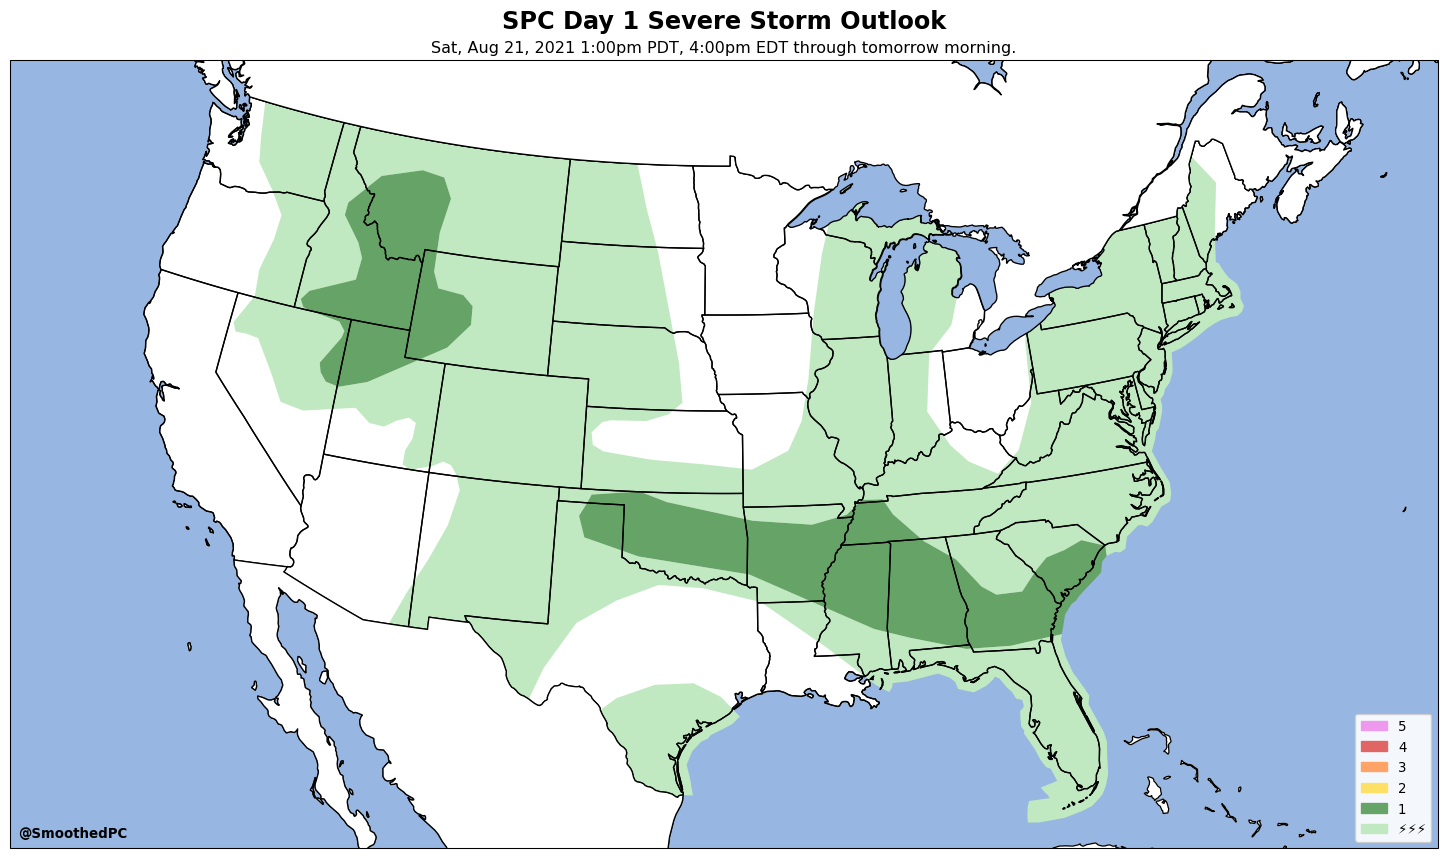 SPC Day 1 Severe Storm Outlook
Sat, Aug 21, 2021 1:00pm PDT, 4:00pm EDT through tomorrow morning.
5
4
3
2
1
⚡⚡⚡
@SmoothedPC